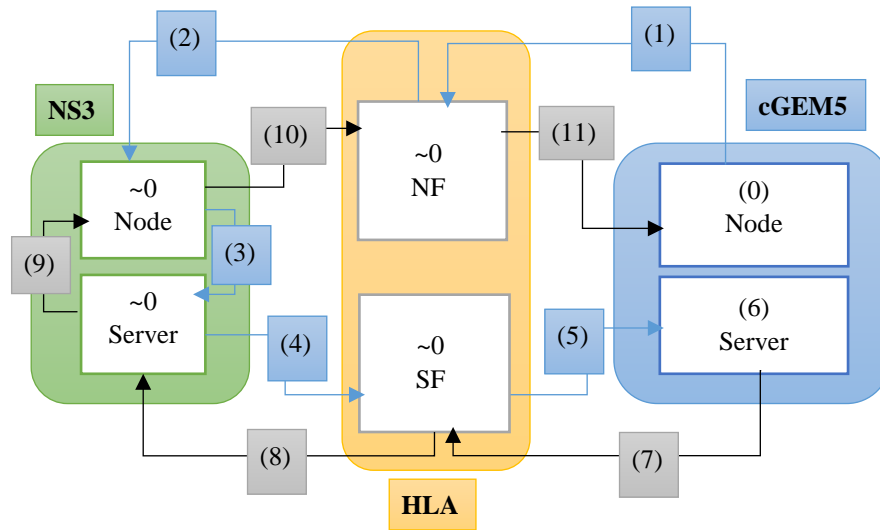 (2)
(1)
NS3
cGEM5
(10)
(11)
~0
NF
~0
Node
(0)
Node
(3)
(9)
~0
Server
(4)
~0
SF
(5)
(6)
Server
(8)
(7)
HLA